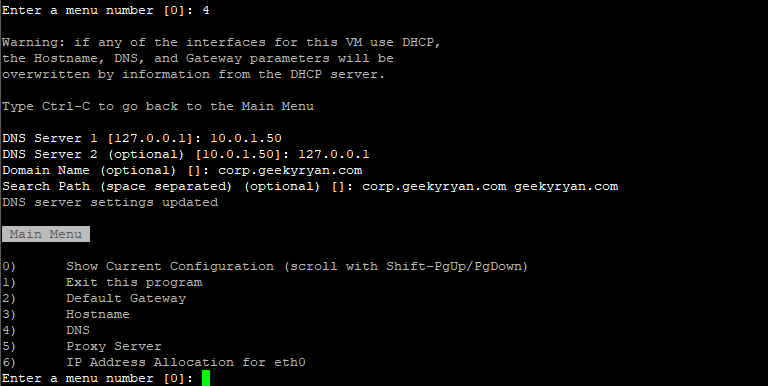 Enter a menu number [0]: 4
Warning: if any of the interfaces for this VM use DHCP,
the Hostname, DNS, and Gateway parameters will be
overwritten by information from the DHCP server.
Type Ctrl-C to go back to the Main Menu
DNS Server 1 [127.0.0.1]: 10.0.1.50
DNS Server 2 (optional) [10.0.1.50]: 127.0.0.1
Domain Name (optional) []: corp.geekyryan.com
Search Path (space separated) (optional) []: corp.geekyryan.com geekyryan.com
DNS server settings updated
Main Menu
0)      Show Current Configuration (scroll with Shift-PgUp/PgDown)
1)      Exit this program
2)      Default Gateway
3)      Hostname
4)      DNS
5)      Proxy Server
6)      IP Address Allocation for eth0
Enter a menu number [0]: